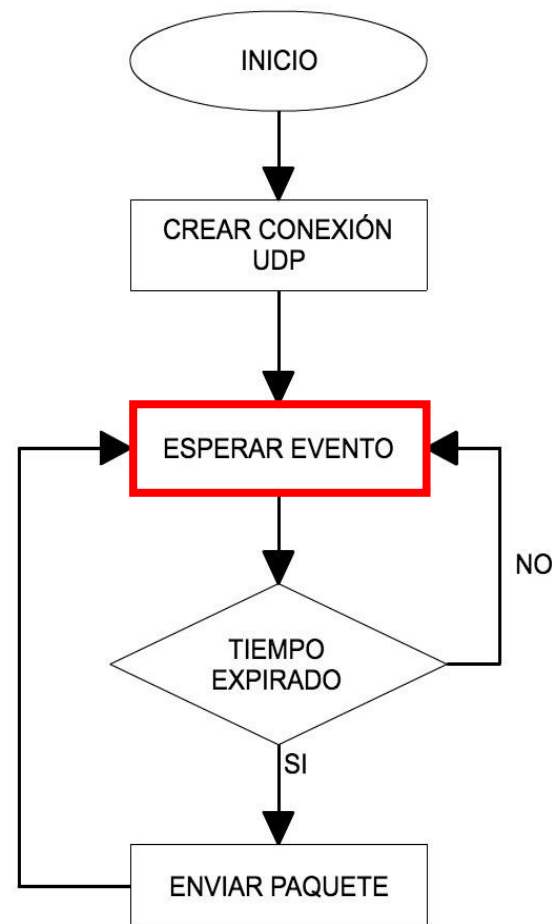 INICIO
CREAR CONEXIÓN
UDP
ESPERAR EVENTO
NO
TIEMPO
EXPIRADO
SI
ENVIAR PAQUETE